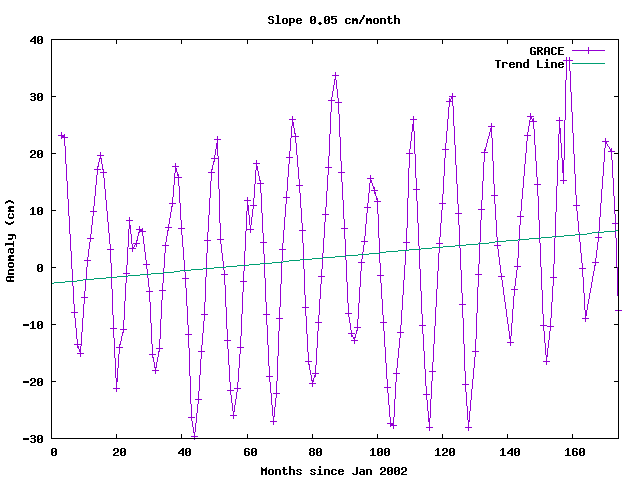 Slope 0.05 cm/month
40
30
20
10
0
-10
-20
-30
Anomaly (cm)
GRACE
Trend Line
0 20 40 60 80 100 120 140 160
Months since Jan 2002